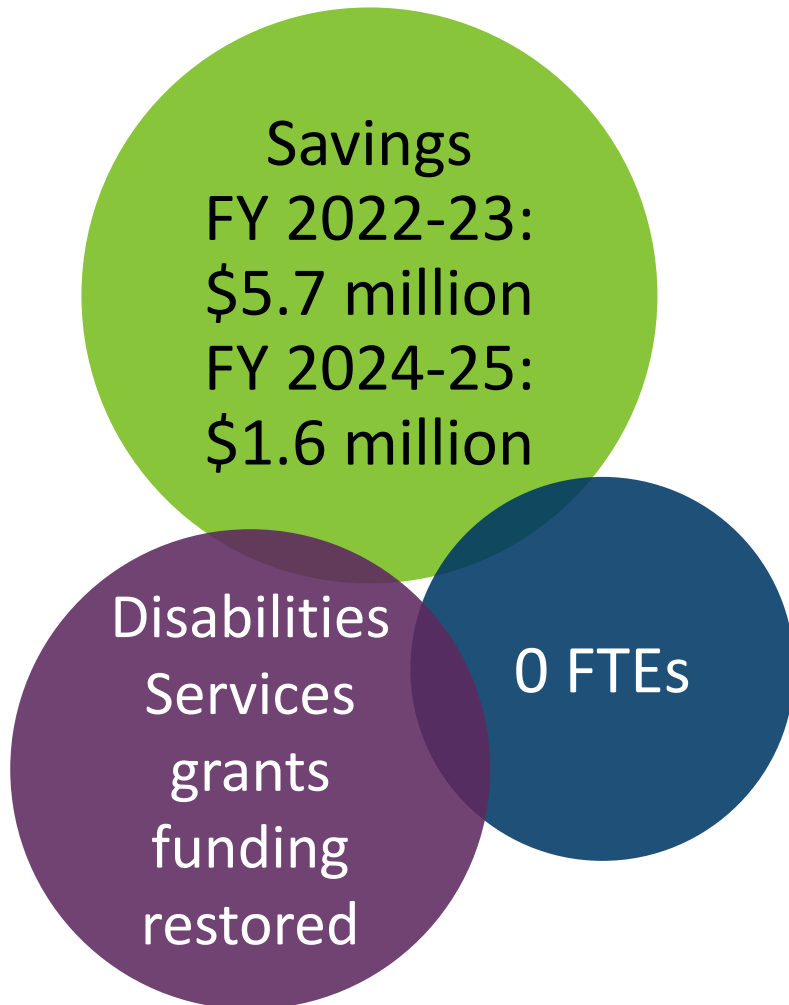 Savings
FY 2022-23:
$5.7 million
FY 2024-25:
$1.6 million
Disabilities
Services
grants
funding
restored
0 FTEs